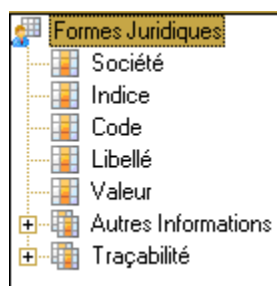 Formes Juridiques
Société
Indice
Code
Libellé
Valeur
Autres Informations
Traçabilité